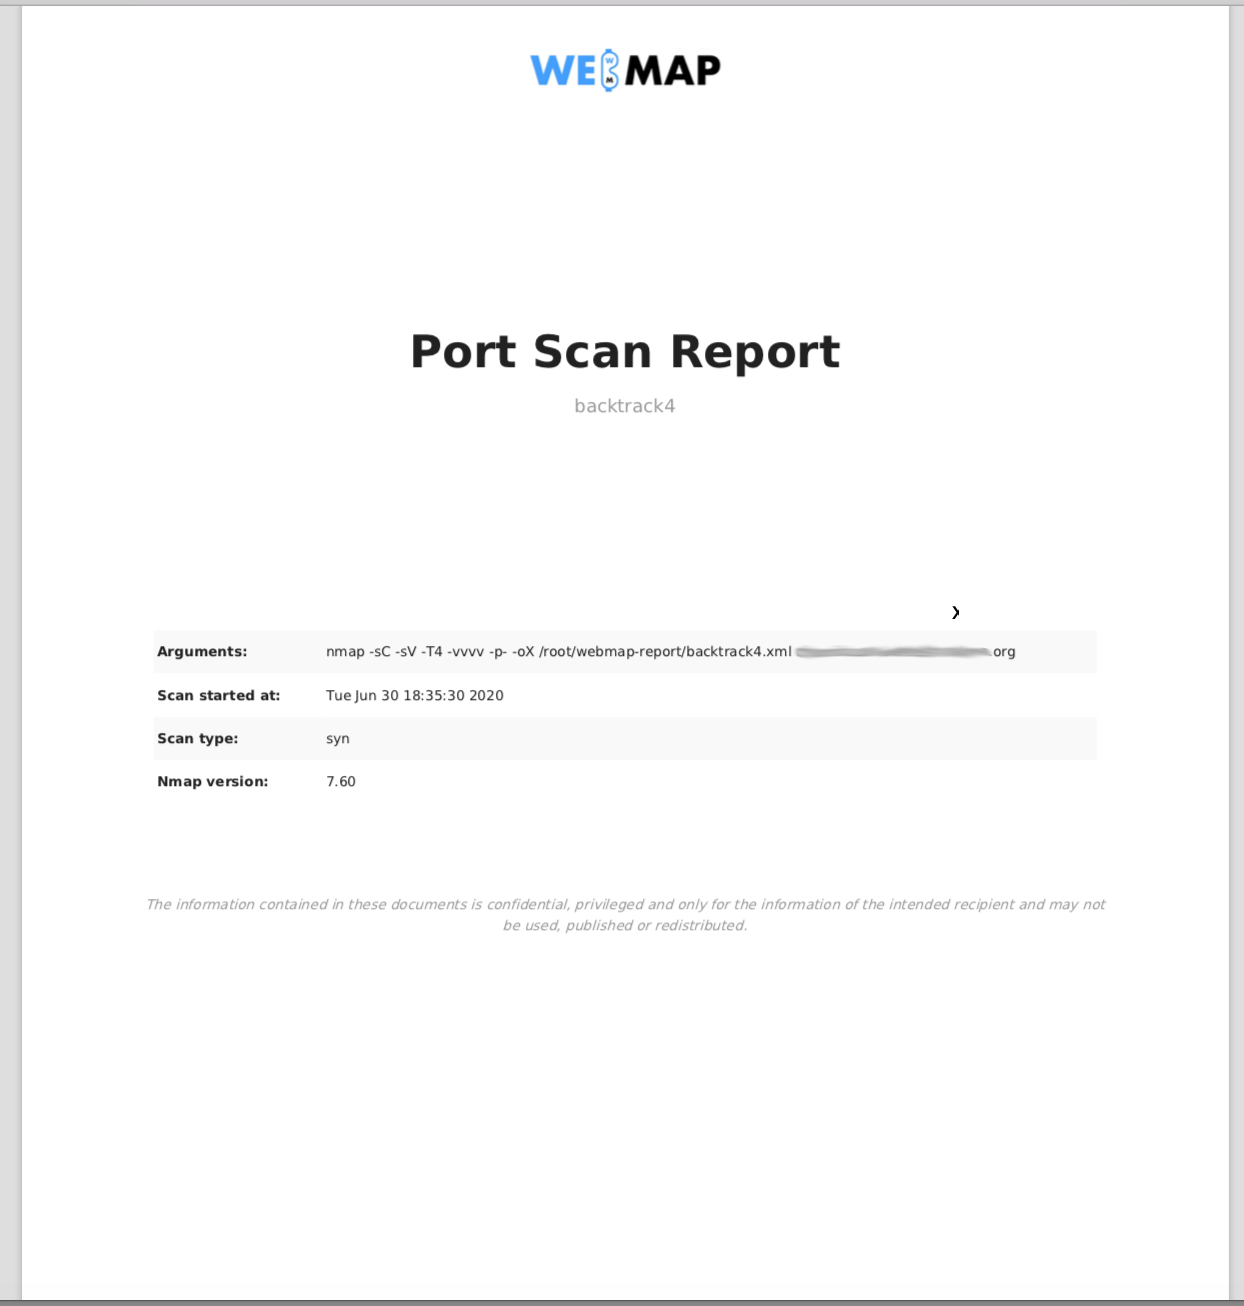 WEBMAP
Port Scan Report
backtrack4
Arguments: nmap -sC -sV -T4 -vvvv -p- -oX /root/webmap-report/backtrack4.xml .org
Scan started at: Tue Jun 30 18:35:30 2020
Scan type: syn
Nmap version: 7.60
The information contained in these documents is confidential, privileged and only for the information of the intended recipient and may not
be used, published or redistributed.